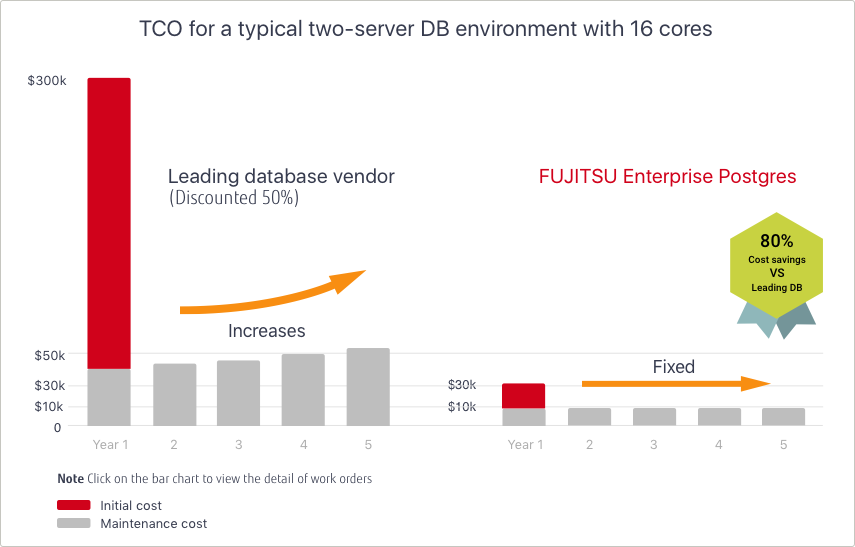 TCO for a typical two-server DB environment with 16 cores
$300k
Leading database vendor
(Discounted 50%)
Increases
$50k
$30k
$10k
0
Year 1
2
3
4
5
FUJITSU Enterprise Postgres
80%
Cost savings
VS
Leading DB
Fixed
$30k
$10k
Year 1
2
3
4
5
Note Click on the bar chart to view the detail of work orders
Initial cost
Maintenance cost